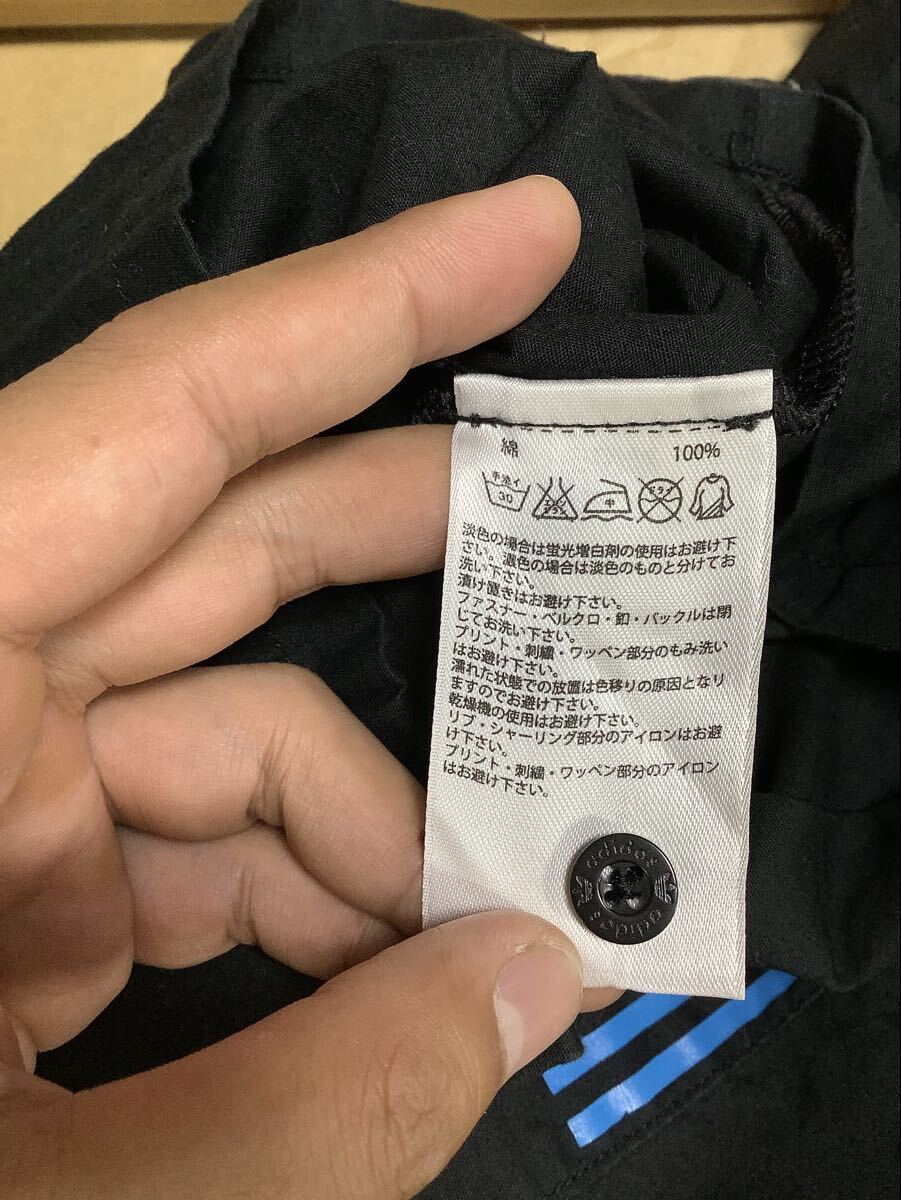 綿 100%
手洗イ 30 エンソ サラシ 中 ドライ
淡色の場合は蛍光増白剤の使用はお避け下
さい。濃色の場合は淡色のものと分けてお
洗い下さい。
漬け置きはお避け下さい。
ファスナー・ベルクロ・釦・バックルは閉
じてお洗い下さい。
プリント・刺繍・ワッペン部分のもみ洗い
はお避け下さい。
濡れた状態での放置は色移りの原因となり
ますのでお避け下さい。
乾燥機の使用はお避け下さい。
リブ・シャーリング部分のアイロンはお避
け下さい。
プリント・刺繍・ワッペン部分のアイロン
はお避け下さい。
adidas
adidas